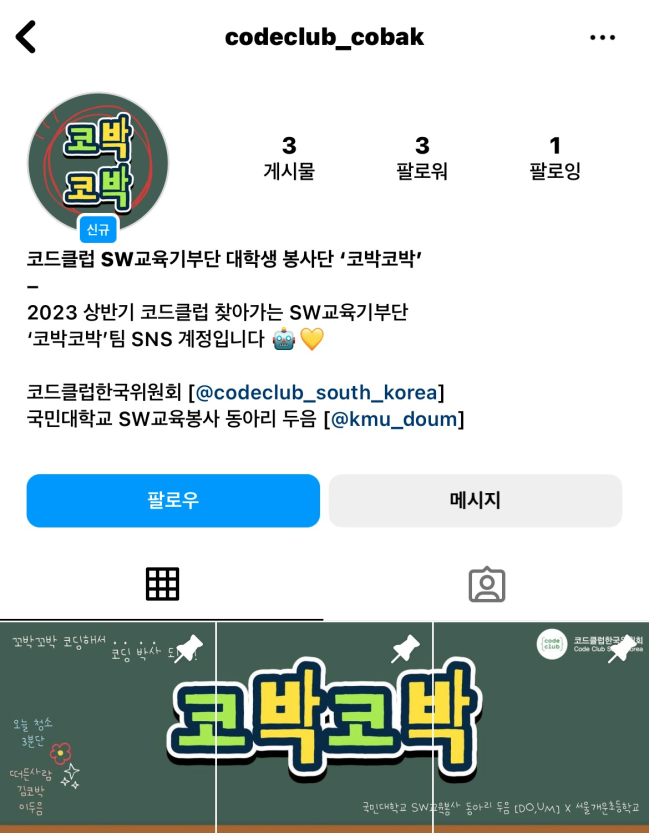 codeclub_cobak
코박
코박
신규
3
게시물
3
팔로워
1
팔로잉
코드클럽 SW교육기부단 대학생 봉사단 ‘코박코박’
–
2023 상반기 코드클럽 찾아가는 SW교육기부단
‘코박코박’팀 SNS 계정입니다 🤖💛
코드클럽한국위원회 [@codeclub_south_korea]
국민대학교 SW교육봉사 동아리 두음 [@kmu_doum]
팔로우
메시지
꼬박꼬박 코딩해서
코딩 박사
code club
코드클럽한국위원회
Code Club South Korea
코박코박
오늘 청소
3분단
떠든사람
김코박
이두음
국민대학교 SW교육봉사 동아리 두음 [DO,UM] X 서울개운초등학교